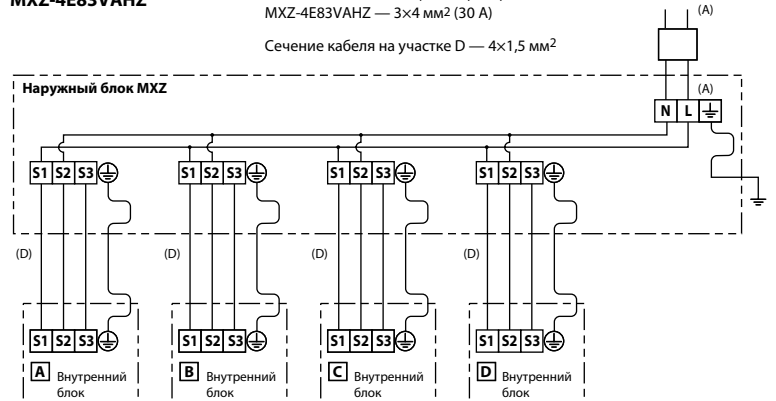 MXZ-4E83VAHZ
MXZ-4E83VAHZ — 3×4 мм² (30 А)
(A)
Сечение кабеля на участке D — 4×1,5 мм²
Наружный блок MXZ
(A)
N L
S1 S2 S3 S1 S2 S3 S1 S2 S3 S1 S2 S3
(D) (D) (D) (D)
S1 S2 S3 S1 S2 S3 S1 S2 S3 S1 S2 S3
A Внутренний блок
B Внутренний блок
C Внутренний блок
D Внутренний блок